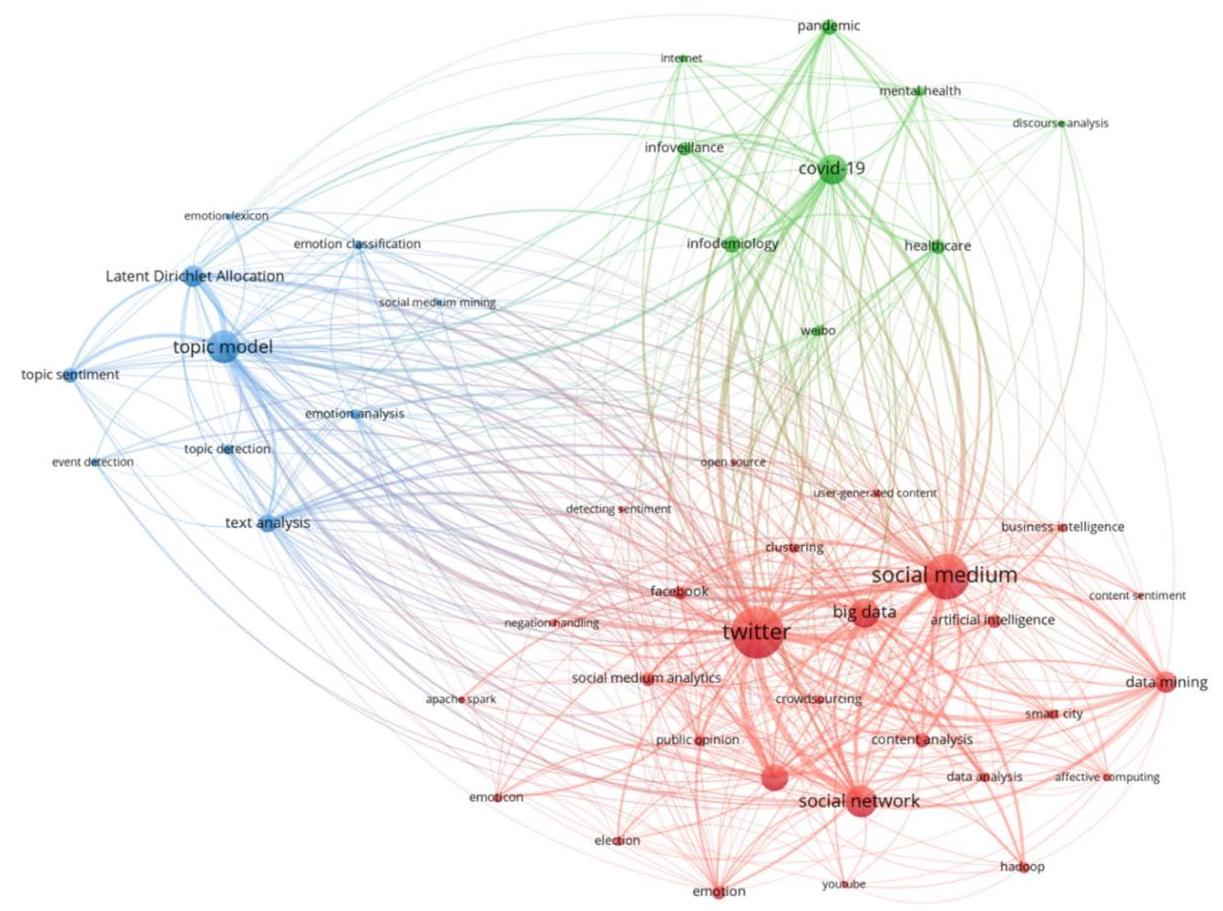 pandemic
internet
mental health
discourse analysis
infoveillance
covid-19
emotion lexicon
emotion classification
infodemiology
healthcare
Latent Dirichlet Allocation
social medium mining
weibo
topic model
topic sentiment
emotion analysis
topic detection
event detection
open source
user-generated content
detecting sentiment
text analysis
business intelligence
clustering
social medium
facebook
content sentiment
big data
artificial intelligence
negation handling
twitter
social medium analytics
data mining
apache spark
crowdsourcing
smart city
public opinion
content analysis
data analysis
affective computing
emoticon
social network
election
hadoop
emotion
youtube